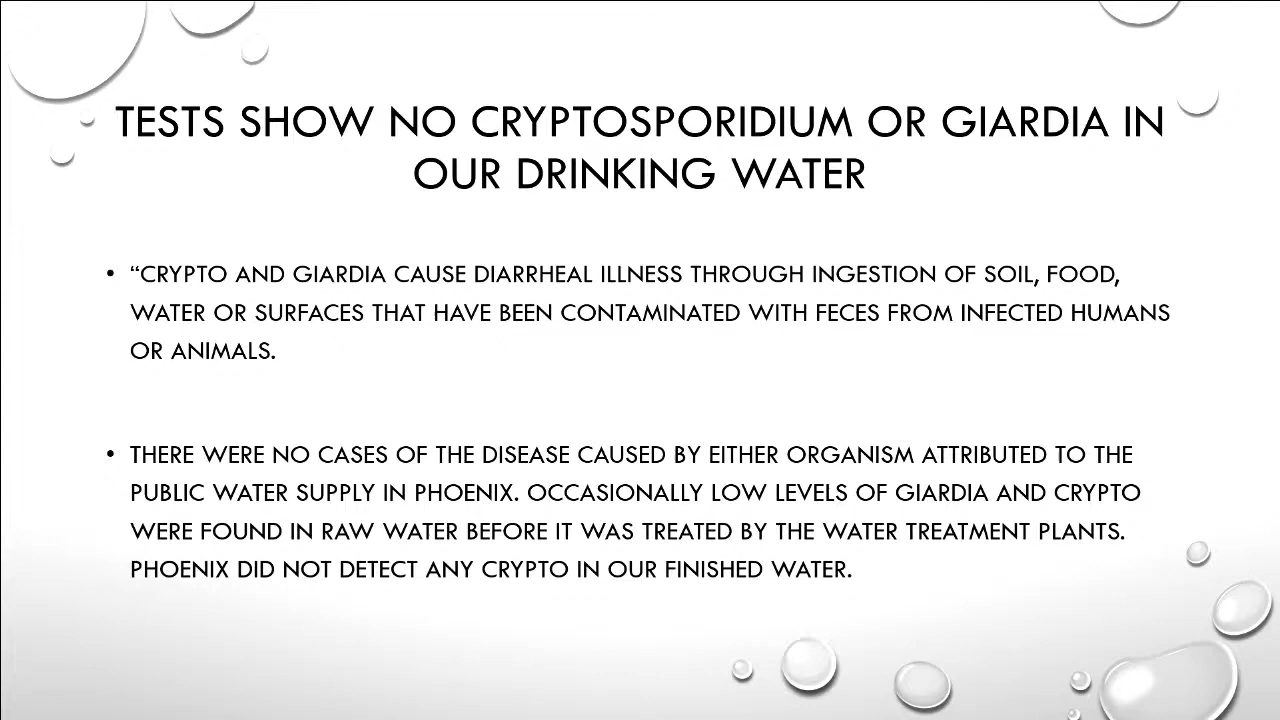 TESTS SHOW NO CRYPTOSPORIDIUM OR GIARDIA IN
OUR DRINKING WATER
• “CRYPTO AND GIARDIA CAUSE DIARRHEAL ILLNESS THROUGH INGESTION OF SOIL, FOOD,
WATER OR SURFACES THAT HAVE BEEN CONTAMINATED WITH FECES FROM INFECTED HUMANS
OR ANIMALS.
• THERE WERE NO CASES OF THE DISEASE CAUSED BY EITHER ORGANISM ATTRIBUTED TO THE
PUBLIC WATER SUPPLY IN PHOENIX. OCCASIONALLY LOW LEVELS OF GIARDIA AND CRYPTO
WERE FOUND IN RAW WATER BEFORE IT WAS TREATED BY THE WATER TREATMENT PLANTS.
PHOENIX DID NOT DETECT ANY CRYPTO IN OUR FINISHED WATER.